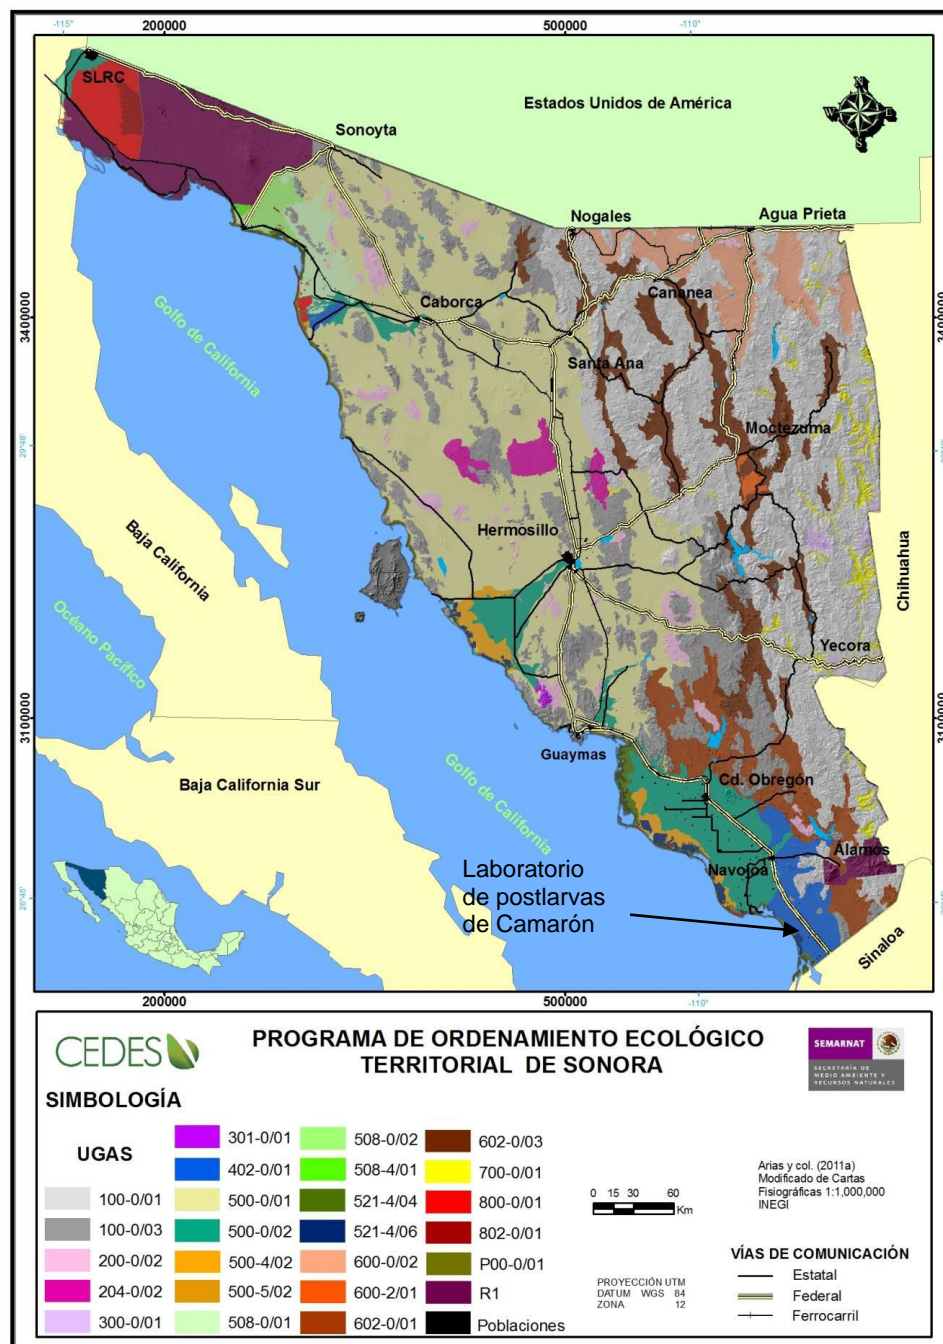 -115°
200000
500000
-110°
SLRC
Estados Unidos de América
N
W
E
S
Sonoyta
Nogales
Agua Prieta
3400000
Caborca
Cananea
3400000
Golfo de California
Santa Ana
Moctezuma
Hermosillo
Baja California
Chihuahua
Océano Pacífico
Yecora
3100000
3100000
Guaymas
Golfo de California
Baja California Sur
Cd. Obregón
Alamos
Navojoa
Laboratorio
de postlarvas
de Camarón
Sinaloa
200000
500000
-110°
CEDES
PROGRAMA DE ORDENAMIENTO ECOLÓGICO
TERRITORIAL DE SONORA
SEMARNAT
SECRETARÍA DE
MEDIO AMBIENTE Y
RECURSOS NATURALES
SIMBOLOGÍA
UGAS
100-0/01
100-0/03
200-0/02
204-0/02
300-0/01
301-0/01
402-0/01
500-0/01
500-0/02
500-4/02
500-5/02
508-0/01
508-0/02
508-4/01
521-4/04
521-4/06
600-0/02
600-2/01
602-0/01
602-0/03
700-0/01
800-0/01
802-0/01
P00-0/01
R1
Poblaciones
0 15 30 60
Km
PROYECCIÓN UTM
DATUM WGS 84
ZONA 12
Arias y col. (2011a)
Modificado de Cartas
Fisiográficas 1:1,000,000
INEGI
VÍAS DE COMUNICACIÓN
Estatal
Federal
Ferrocarril